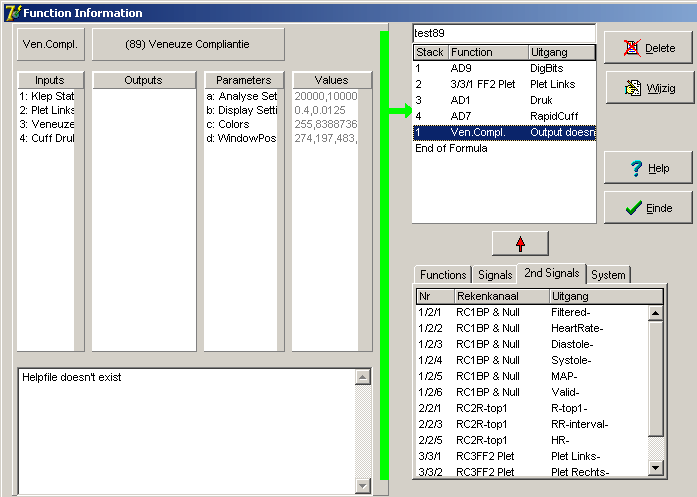 Function Information
Ven.Compl.
(89) Veneuze Compliantie
Inputs
1: Klep Stat
2: Plet Links
3: Veneuze
4: Cuff Druk
Outputs
Parameters
a: Analyse Set
b: Display Setti
c: Colors
d: WindowPos
Values
20000,10000
0.4,0.0125
255,8388736
274,197,483,
Helpfile doesn't exist
test89
Stack Function Uitgang
1 AD9 DigBits
2 3/3/1 FF2 Plet Plet Links
3 AD1 Druk
4 AD7 RapidCuff
1 Ven.Compl. Output doesn
End of Formula
Delete
Wijzig
Help
Einde
Functions Signals 2nd Signals System
Nr Rekenkanaal Uitgang
1/2/1 RC1BP & Null Filtered-
1/2/2 RC1BP & Null HeartRate-
1/2/3 RC1BP & Null Diastole-
1/2/4 RC1BP & Null Systole-
1/2/5 RC1BP & Null MAP-
1/2/6 RC1BP & Null Valid-
2/2/1 RC2R-top1 R-top1-
2/2/3 RC2R-top1 RR-interval-
2/2/5 RC2R-top1 HR-
3/3/1 RC3FF2 Plet Plet Links-
3/3/2 RC3FF2 Plet Plet Rechts-